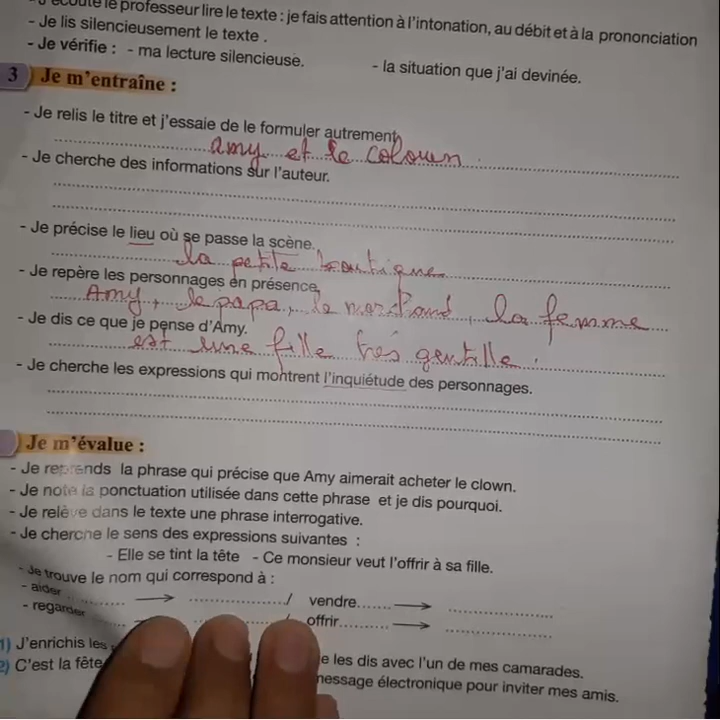 - J'écoute le professeur lire le texte : je fais attention à l'intonation, au débit et à la prononciation
- Je lis silencieusement le texte .
- Je vérifie : - ma lecture silencieuse. - la situation que j'ai devinée.
3 Je m'entraîne :
- Je relis le titre et j'essaie de le formuler autrement.
amy et le coloun
- Je cherche des informations sur l'auteur.
- Je précise le lieu où se passe la scène.
la petite boutique
- Je repère les personnages en présence.
Amy, le papa, le marchand, la femme
- Je dis ce que je pense d'Amy.
est une fille trés gentille.
- Je cherche les expressions qui montrent l'inquiétude des personnages.
Je m'évalue :
- Je reprends la phrase qui précise que Amy aimerait acheter le clown.
- Je note la ponctuation utilisée dans cette phrase et je dis pourquoi.
- Je relève dans le texte une phrase interrogative.
- Je cherche le sens des expressions suivantes :
- Elle se tint la tête - Ce monsieur veut l'offrir à sa fille.
- Je trouve le nom qui correspond à :
- aider ........ → ........ / vendre....... → ........
- regarder ........ / offrir.......... → ........
1) J'enrichis les e les dis avec l'un de mes camarades.
2) C'est la fête message électronique pour inviter mes amis.